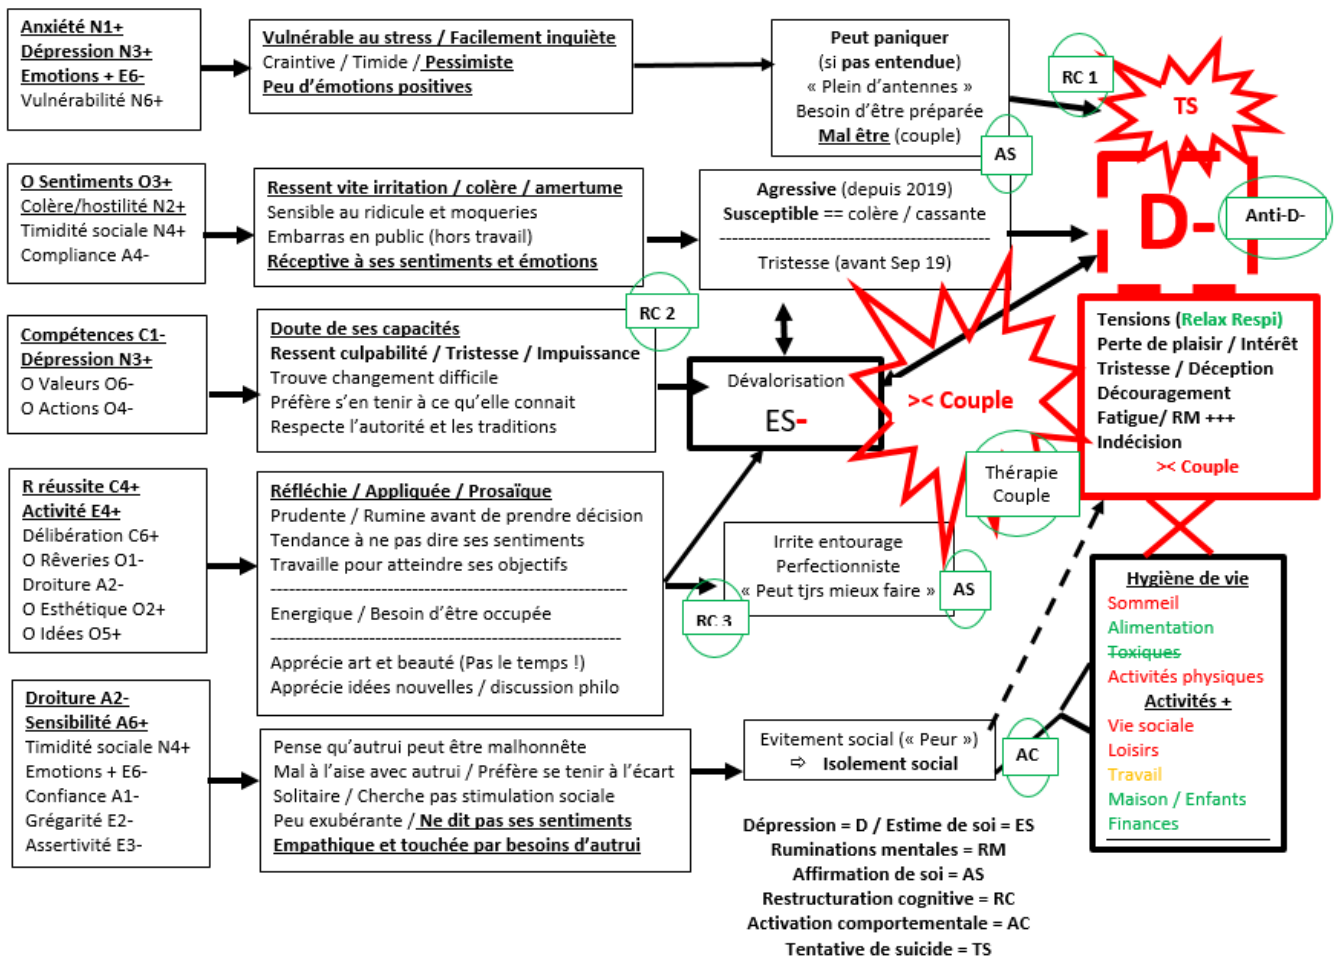 Anxiété N1+
Dépression N3+
Emotions + E6-
Vulnérabilité N6+
Vulnérable au stress / Facilement inquiète
Craintive / Timide / Pessimiste
Peu d'émotions positives
Peut paniquer
(si pas entendue)
« Plein d'antennes »
Besoin d'être préparée
Mal être (couple)
RC 1
TS
AS
O Sentiments O3+
Colère/hostilité N2+
Timidité sociale N4+
Compliance A4-
Ressent vite irritation / colère / amertume
Sensible au ridicule et moqueries
Embarras en public (hors travail)
Réceptive à ses sentiments et émotions
Agressive (depuis 2019)
Susceptible == colère / cassante
----------------------------------------
Tristesse (avant Sep 19)
D-
Anti-D-
RC 2
Compétences C1-
Dépression N3+
O Valeurs O6-
O Actions O4-
Doute de ses capacités
Ressent culpabilité / Tristesse / Impuissance
Trouve changement difficile
Préfère s'en tenir à ce qu'elle connait
Respecte l'autorité et les traditions
Dévalorisation
ES-
>< Couple
Tensions (Relax Respi)
Perte de plaisir / Intérêt
Tristesse / Déception
Découragement
Fatigue/ RM +++
Indécision
>< Couple
Thérapie
Couple
R réussite C4+
Activité E4+
Délibération C6+
O Rêveries O1-
Droiture A2-
O Esthétique O2+
O Idées O5+
Réfléchie / Appliquée / Prosaïque
Prudente / Rumine avant de prendre décision
Tendance à ne pas dire ses sentiments
Travaille pour atteindre ses objectifs
----------------------------------------------------
Energique / Besoin d'être occupée
---------------------------------------------------
Apprécie art et beauté (Pas le temps !)
Apprécie idées nouvelles / discussion philo
Irrite entourage
Perfectionniste
« Peut tjrs mieux faire »
AS
RC 3
Hygiène de vie
Sommeil
Alimentation
Toxiques
Activités physiques
Activités +
Vie sociale
Loisirs
Travail
Maison / Enfants
Finances
Droiture A2-
Sensibilité A6+
Timidité sociale N4+
Emotions + E6-
Confiance A1-
Grégarité E2-
Assertivité E3-
Pense qu'autrui peut être malhonnête
Mal à l'aise avec autrui / Préfère se tenir à l'écart
Solitaire / Cherche pas stimulation sociale
Peu exubérante / Ne dit pas ses sentiments
Empathique et touchée par besoins d'autrui
Evitement social (« Peur »)
⇨ Isolement social
AC
Dépression = D / Estime de soi = ES
Ruminations mentales = RM
Affirmation de soi = AS
Restructuration cognitive = RC
Activation comportementale = AC
Tentative de suicide = TS